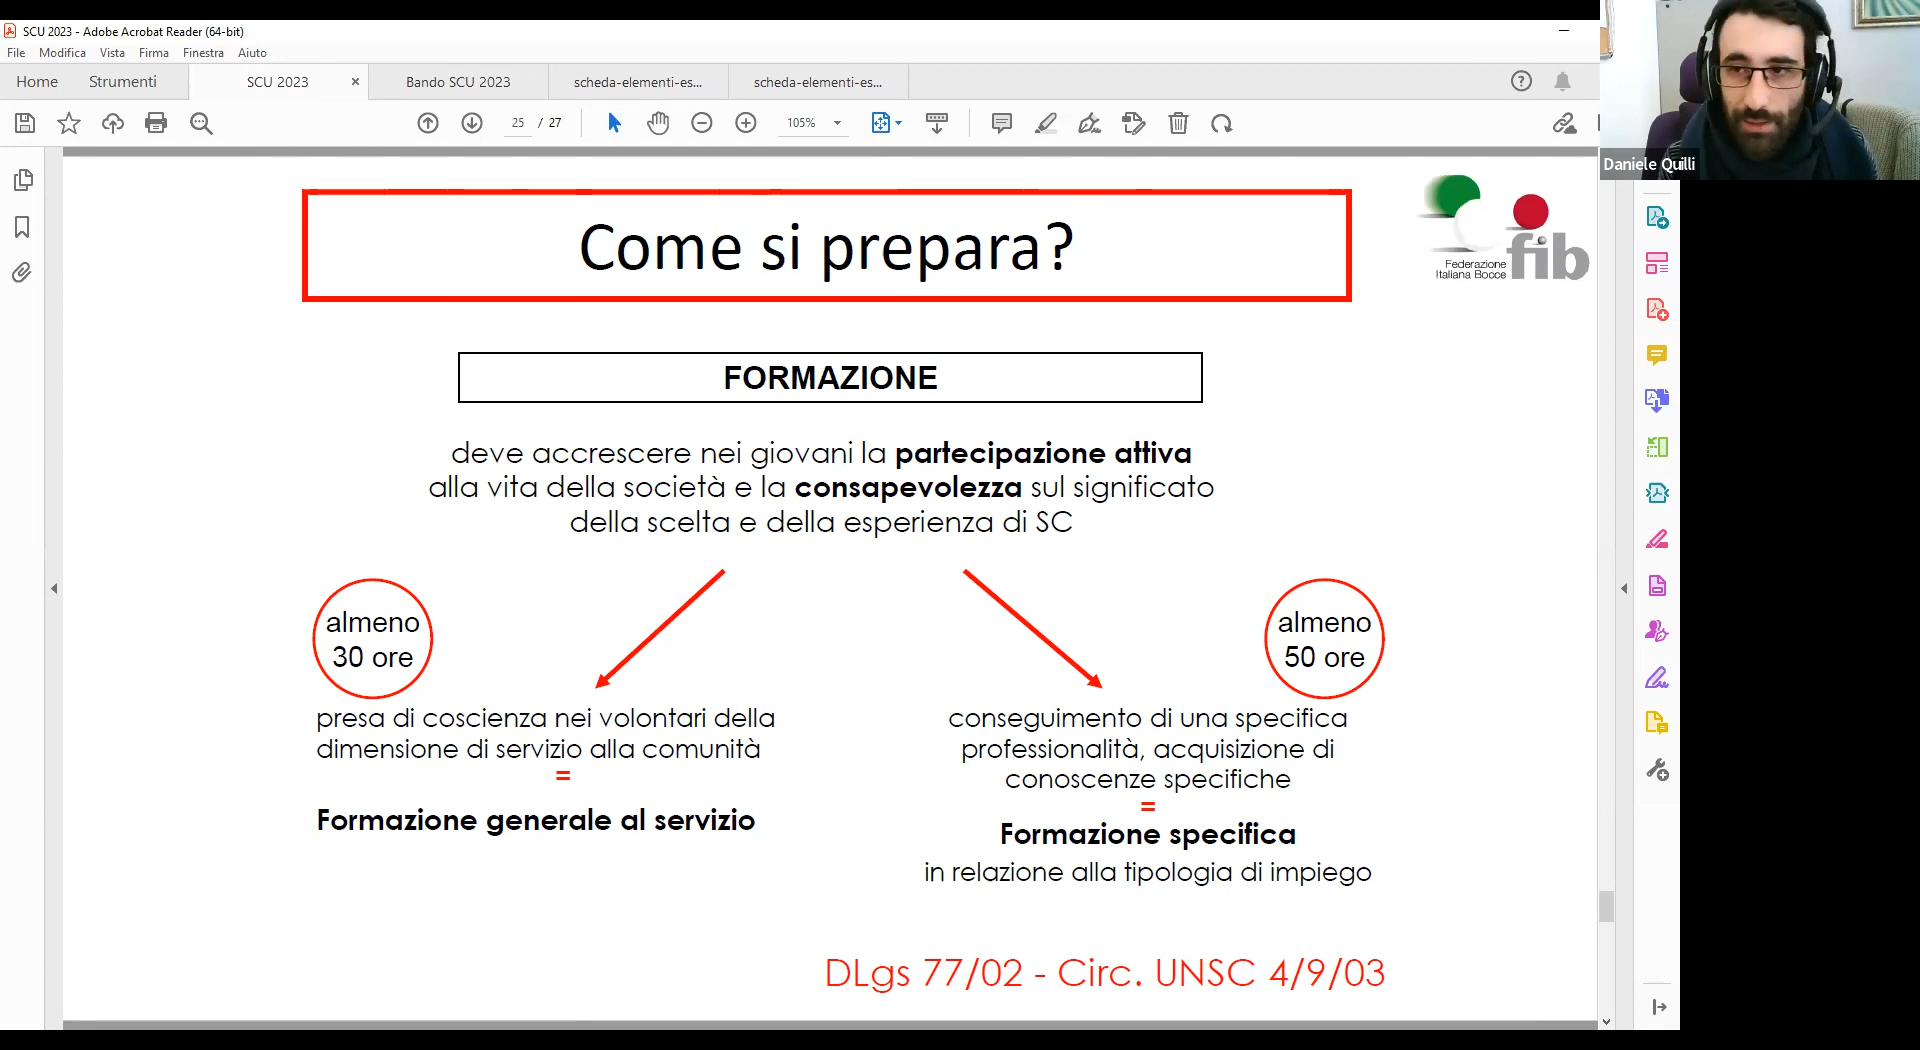 SCU 2023 - Adobe Acrobat Reader (64-bit)
File Modifica Vista Firma Finestra Aiuto
Home Strumenti SCU 2023 × Bando SCU 2023 scheda-elementi-es... scheda-elementi-es...
25 / 27 105%
Daniele Quilli
Come si prepara?
Federazione
Italiana Bocce
fib
FORMAZIONE
deve accrescere nei giovani la partecipazione attiva
alla vita della società e la consapevolezza sul significato
della scelta e della esperienza di SC
almeno
30 ore
presa di coscienza nei volontari della
dimensione di servizio alla comunità
=
Formazione generale al servizio
almeno
50 ore
conseguimento di una specifica
professionalità, acquisizione di
conoscenze specifiche
=
Formazione specifica
in relazione alla tipologia di impiego
DLgs 77/02 - Circ. UNSC 4/9/03